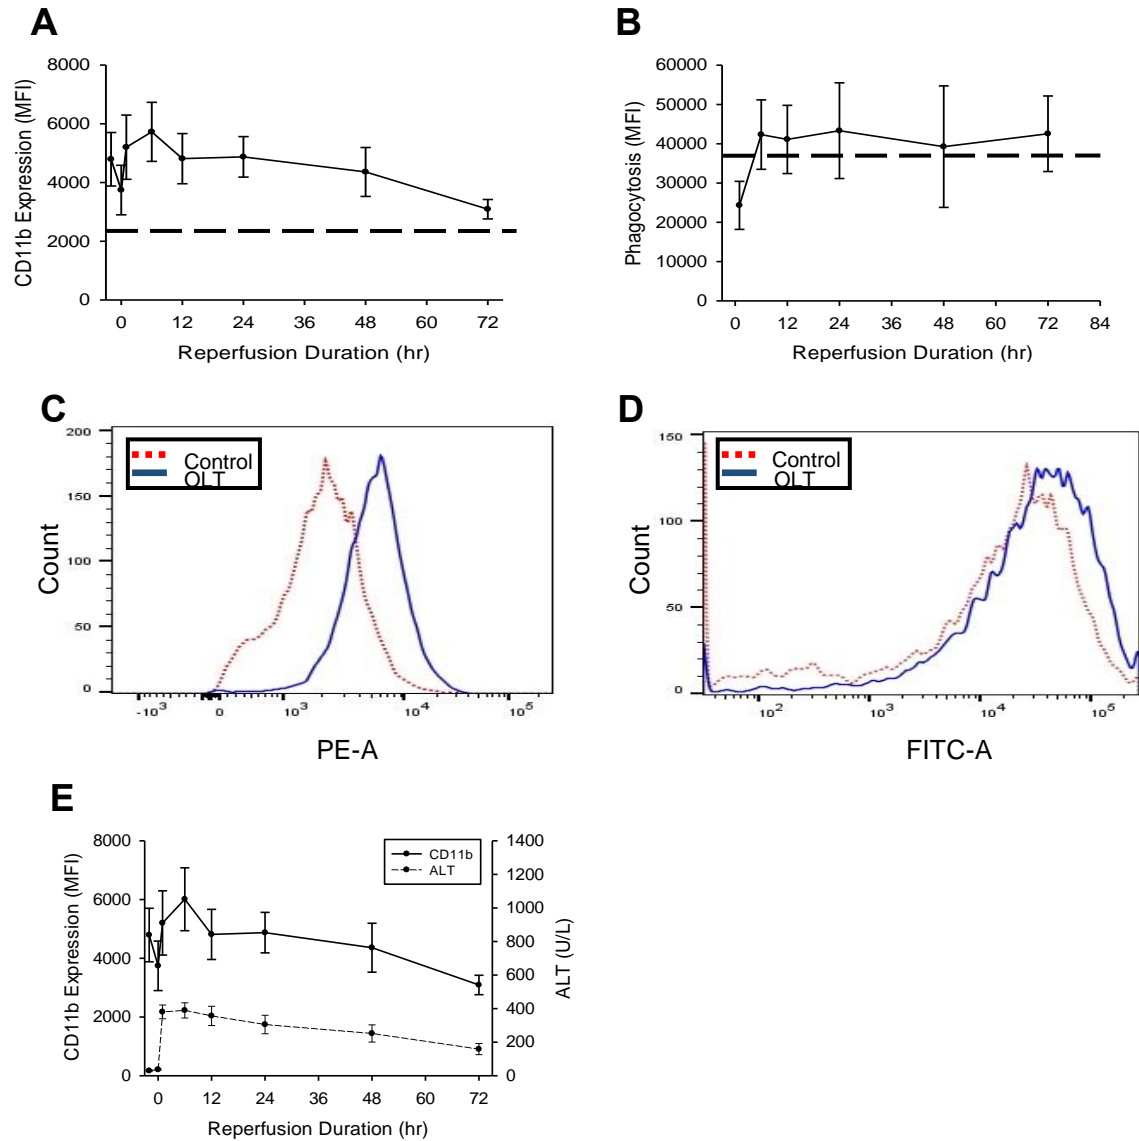 A
CD11b Expression (MFI)
8000
6000
4000
2000
0
0 12 24 36 48 60 72
Reperfusion Duration (hr)
B
Phagocytosis (MFI)
60000
50000
40000
30000
20000
10000
0
0 12 24 36 48 60 72 84
Reperfusion Duration (hr)
C
Control
OLT
Count
200
150
100
50
0
-10³ 0 10³ 10⁴ 10⁵
PE-A
D
Control
OLT
Count
150
100
50
0
10² 10³ 10⁴ 10⁵
FITC-A
E
CD11b Expression (MFI)
8000
6000
4000
2000
0
CD11b
ALT
1400
1200
1000
800
600
400
200
0
ALT (U/L)
0 12 24 36 48 60 72
Reperfusion Duration (hr)